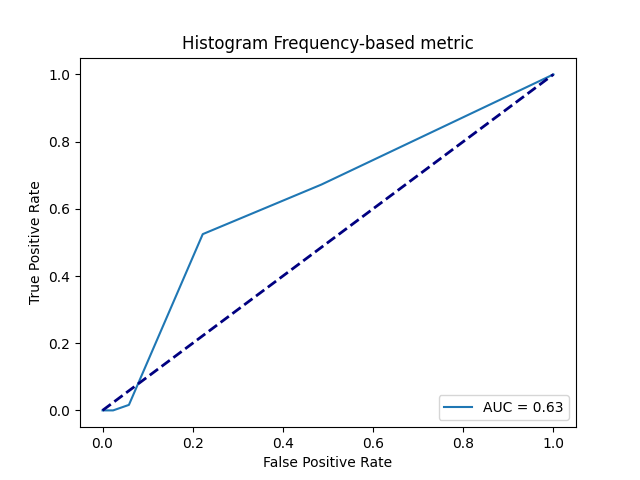 Histogram Frequency-based metric
1.0
0.8
0.6
0.4
0.2
0.0
True Positive Rate
0.0 0.2 0.4 0.6 0.8 1.0
False Positive Rate
AUC = 0.63